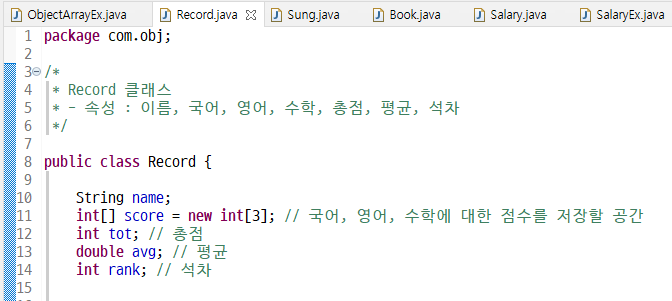 ObjectArrayEx.java Record.java Sung.java Book.java Salary.java SalaryEx.java
1 package com.obj;
2
3 /*
4  * Record 클래스
5  * - 속성 : 이름, 국어, 영어, 수학, 총점, 평균, 석차
6  */
7
8 public class Record {
9
10     String name;
11     int[] score = new int[3]; // 국어, 영어, 수학에 대한 점수를 저장할 공간
12     int tot; // 총점
13     double avg; // 평균
14     int rank; // 석차
15